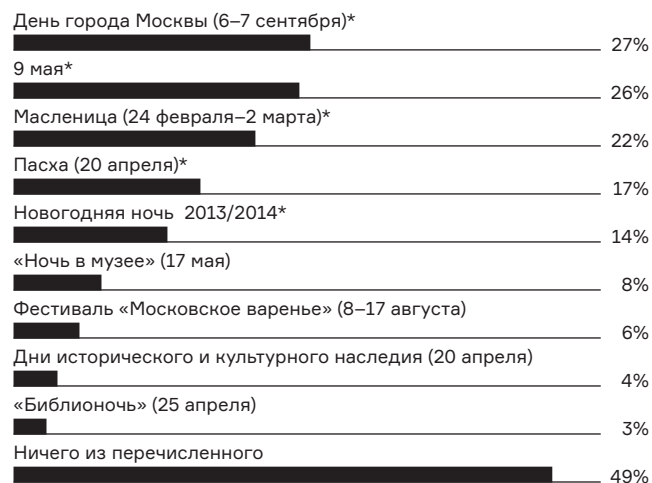 День города Москвы (6–7 сентября)*
27%
9 мая*
26%
Масленица (24 февраля–2 марта)*
22%
Пасха (20 апреля)*
17%
Новогодняя ночь 2013/2014*
14%
«Ночь в музее» (17 мая)
8%
Фестиваль «Московское варенье» (8–17 августа)
6%
Дни исторического и культурного наследия (20 апреля)
4%
«Библионочь» (25 апреля)
3%
Ничего из перечисленного
49%